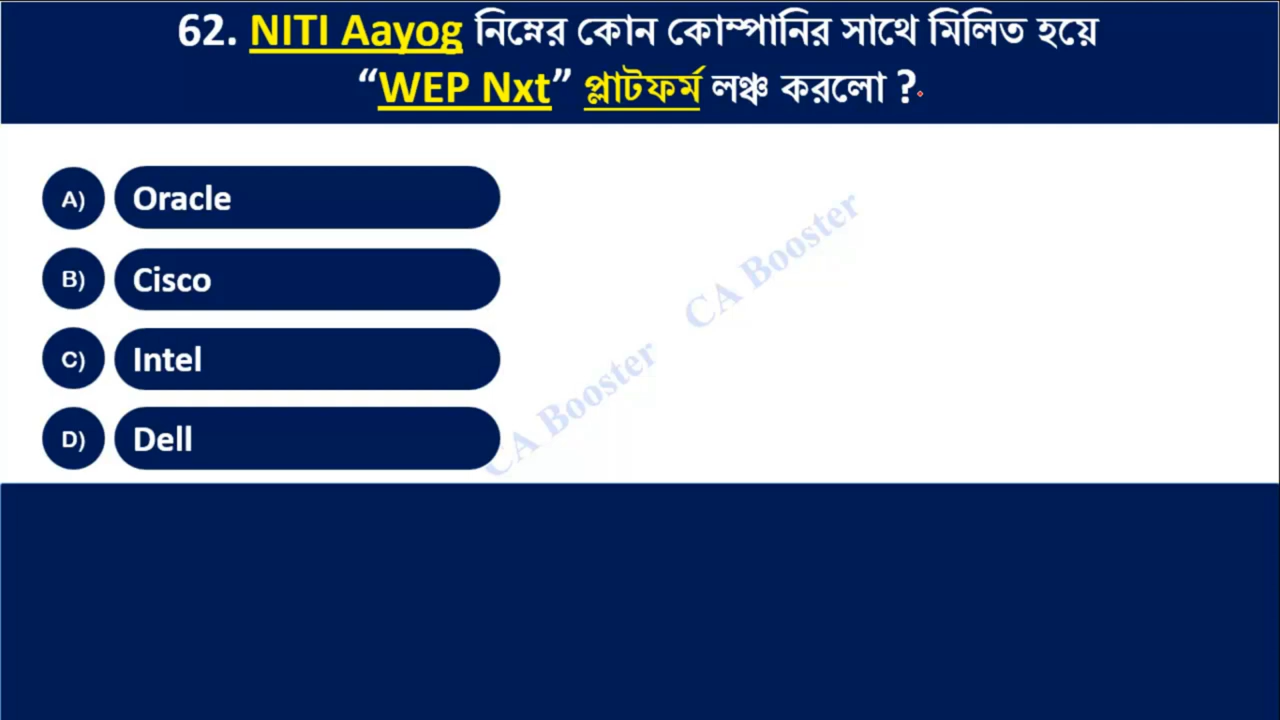 62. NITI Aayog নিম্নের কোন কোম্পানির সাথে মিলিত হয়ে
“WEP Nxt” প্লাটফর্ম লঞ্চ করলো ?
A) Oracle
B) Cisco
C) Intel
D) Dell
CA Booster
CA Booster